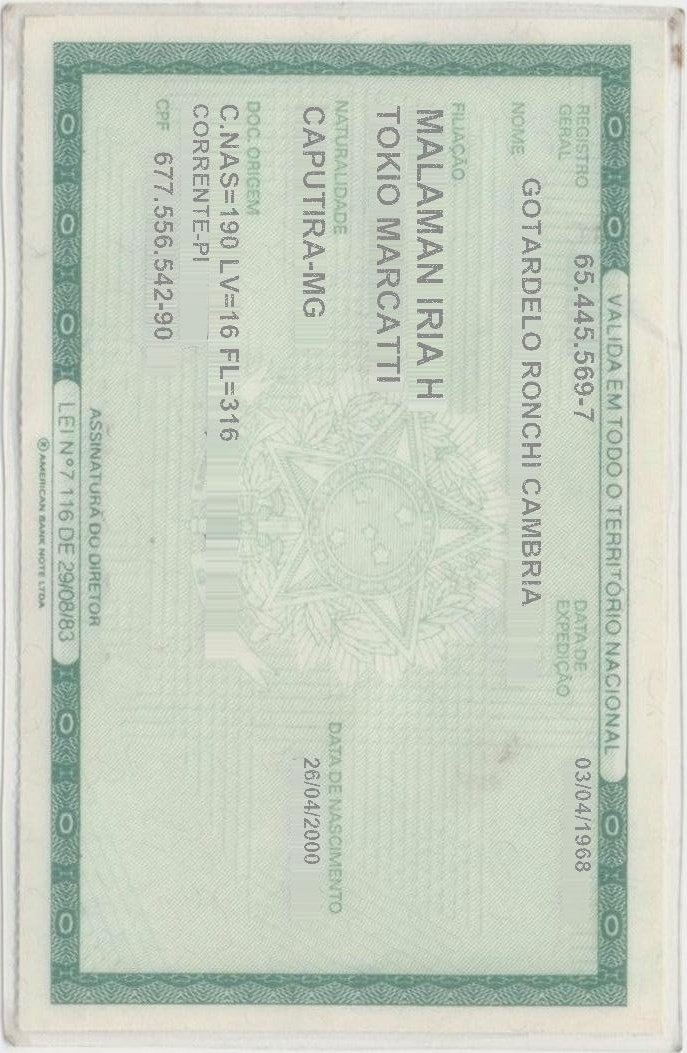 VÁLIDA EM TODO O TERRITÓRIO NACIONAL
REGISTRO GERAL 65.445.569-7 DATA DE EXPEDIÇÃO 03/04/1968
NOME GOTARDELO RONCHI CAMBRIA
FILIAÇÃO
MALAMAN IRIA H
TOKIO MARCATTI
NATURALIDADE DATA DE NASCIMENTO
CAPUTIRA-MG 26/04/2000
DOC. ORIGEM
C.NAS=190 LV=16 FL=316
CORRENTE-PI
CPF 677.556.542-90
ASSINATURA DO DIRETOR
LEI Nº 7 116 DE 29/08/83
® AMERICAN BANK NOTE LTDA